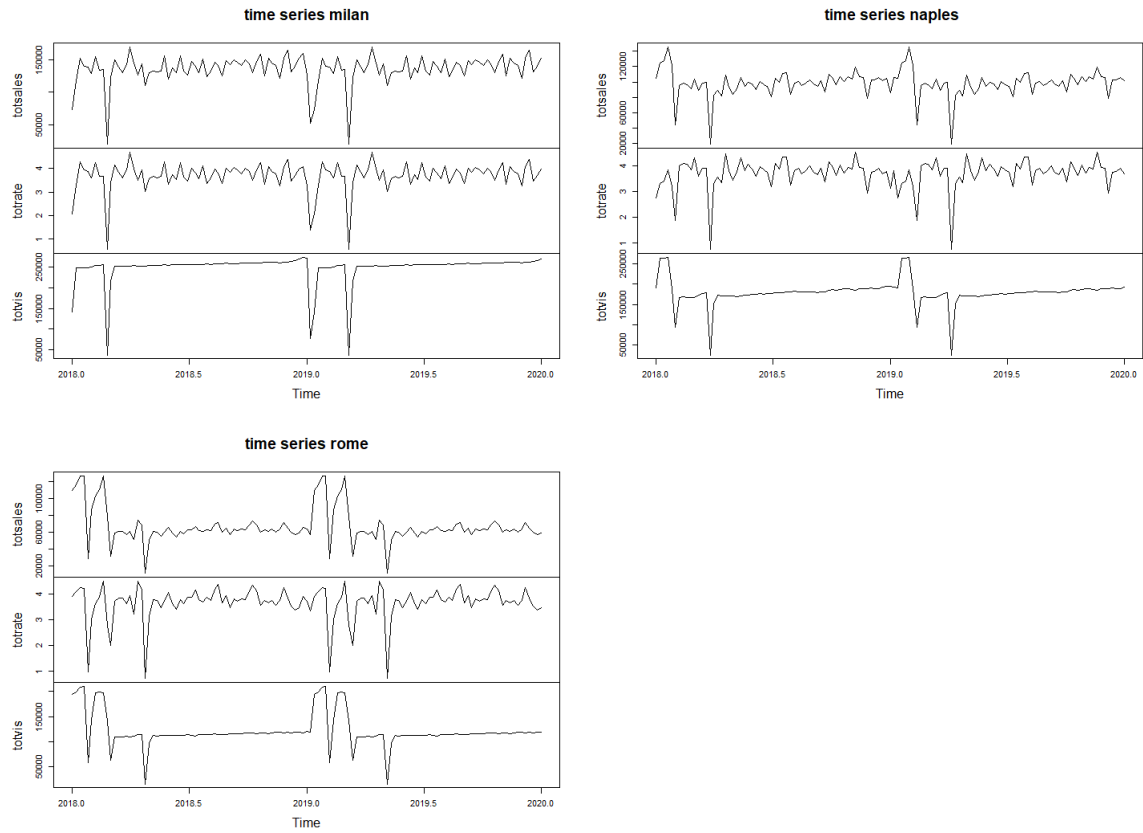 time series milan
totsales
50000
150000
totrate
1
2
3
4
totvis
50000
150000
250000
2018.0
2018.5
2019.0
2019.5
2020.0
Time
time series naples
totsales
20000
60000
120000
totrate
1
2
3
4
totvis
50000
150000
250000
2018.0
2018.5
2019.0
2019.5
2020.0
Time
time series rome
totsales
20000
60000
100000
totrate
1
2
3
4
totvis
50000
150000
2018.0
2018.5
2019.0
2019.5
2020.0
Time